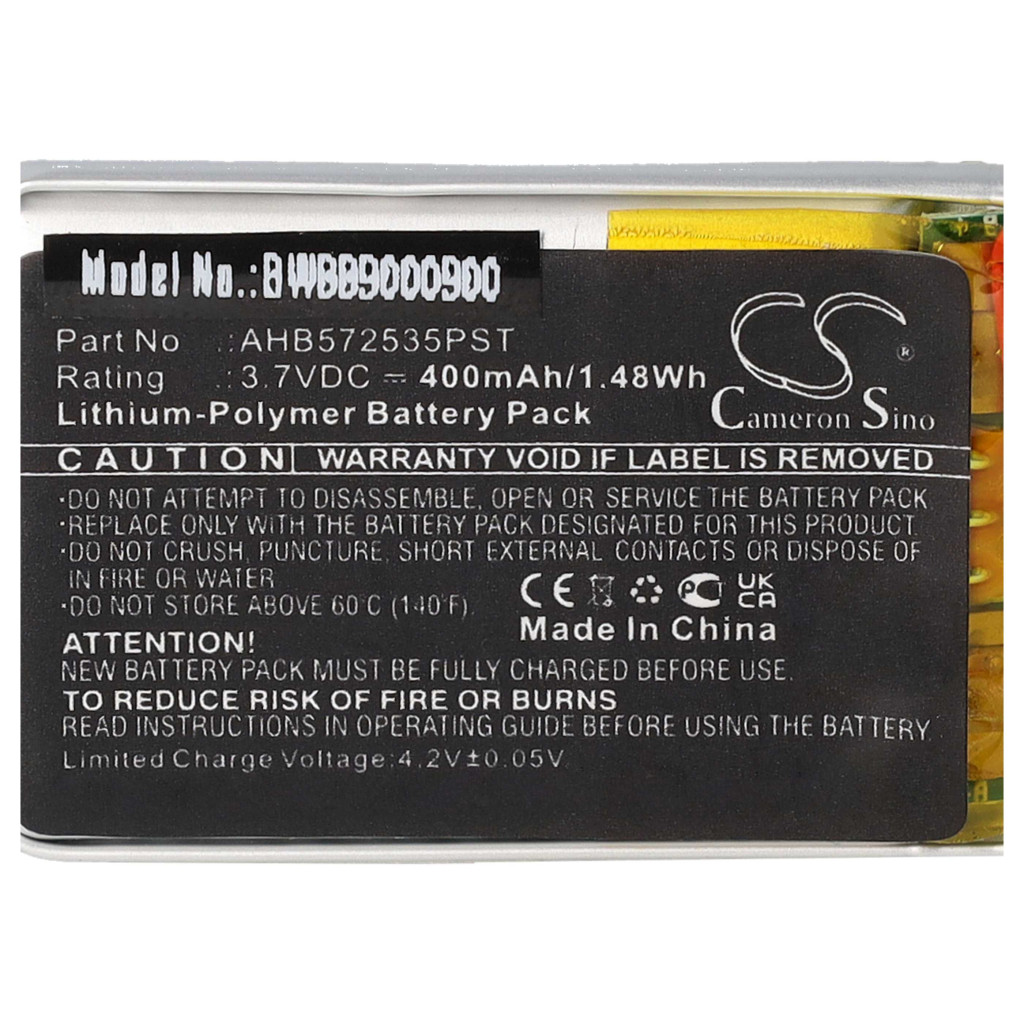 Model No.:BWBB9000900
Part No .:AHB572535PST
Rating .:3.7VDC ⎓ 400mAh/1.48Wh
Lithium-Polymer Battery Pack
CS ®
Cameron Sino
CAUTION! WARRANTY VOID IF LABEL IS REMOVED
·DO NOT ATTEMPT TO DISASSEMBLE, OPEN OR SERVICE THE BATTERY PACK
·REPLACE ONLY WITH THE BATTERY PACK DESIGNATED FOR THIS PRODUCT
·DO NOT CRUSH, PUNCTURE, SHORT EXTERNAL CONTACTS OR DISPOSE OF
IN FIRE OR WATER
·DO NOT STORE ABOVE 60°C (140°F).
CE PCT UKCA
Made In China
ATTENTION!
NEW BATTERY PACK MUST BE FULLY CHARGED BEFORE USE.
TO REDUCE RISK OF FIRE OR BURNS
READ INSTRUCTIONS IN OPERATING GUIDE BEFORE USING THE BATTERY.
Limited Charge Voltage:4.2V±0.05V